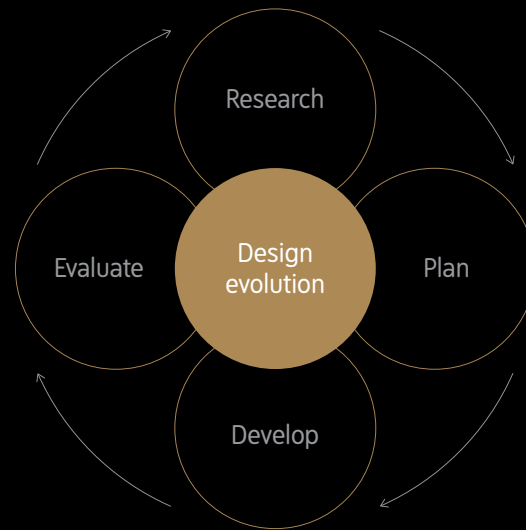 Research
Evaluate
Design
evolution
Plan
Develop